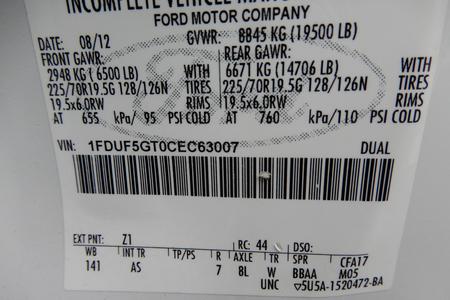 INCOMPLETE VEHICLE
FORD MOTOR COMPANY
DATE: 08/12 GVWR: 8845 KG (19500 LB)
FRONT GAWR: REAR GAWR:
2948 KG (6500 LB) WITH 6671 KG (14706 LB) WITH
225/70R19.5G 128/126N TIRES 225/70R19.5G 128/126N TIRES
19.5x6.0RW RIMS 19.5x6.0RW RIMS
AT 655 kPa/ 95 PSI COLD AT 760 kPa/110 PSI COLD
VIN: 1FDUF5GT0CEC63007 DUAL
EXT PNT: Z1 RC: 44 DSO:
WB INT TR TP/PS R AXLE TR SPR CFA17
141 AS 7 8L W BBAA M05
UNC ▽5U5A-1520472-BA